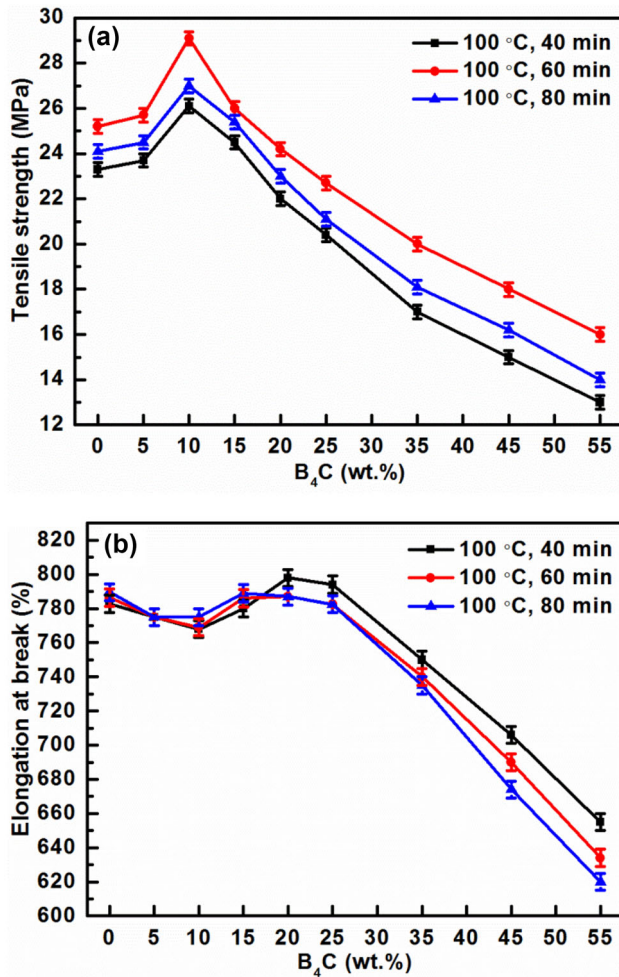 (a)
100 °C, 40 min
100 °C, 60 min
100 °C, 80 min
Tensile strength (MPa)
30
28
26
24
22
20
18
16
14
12
0 5 10 15 20 25 30 35 40 45 50 55
B₄C (wt.%)
(b)
100 °C, 40 min
100 °C, 60 min
100 °C, 80 min
Elongation at break (%)
820
800
780
760
740
720
700
680
660
640
620
600
0 5 10 15 20 25 30 35 40 45 50 55
B₄C (wt.%)